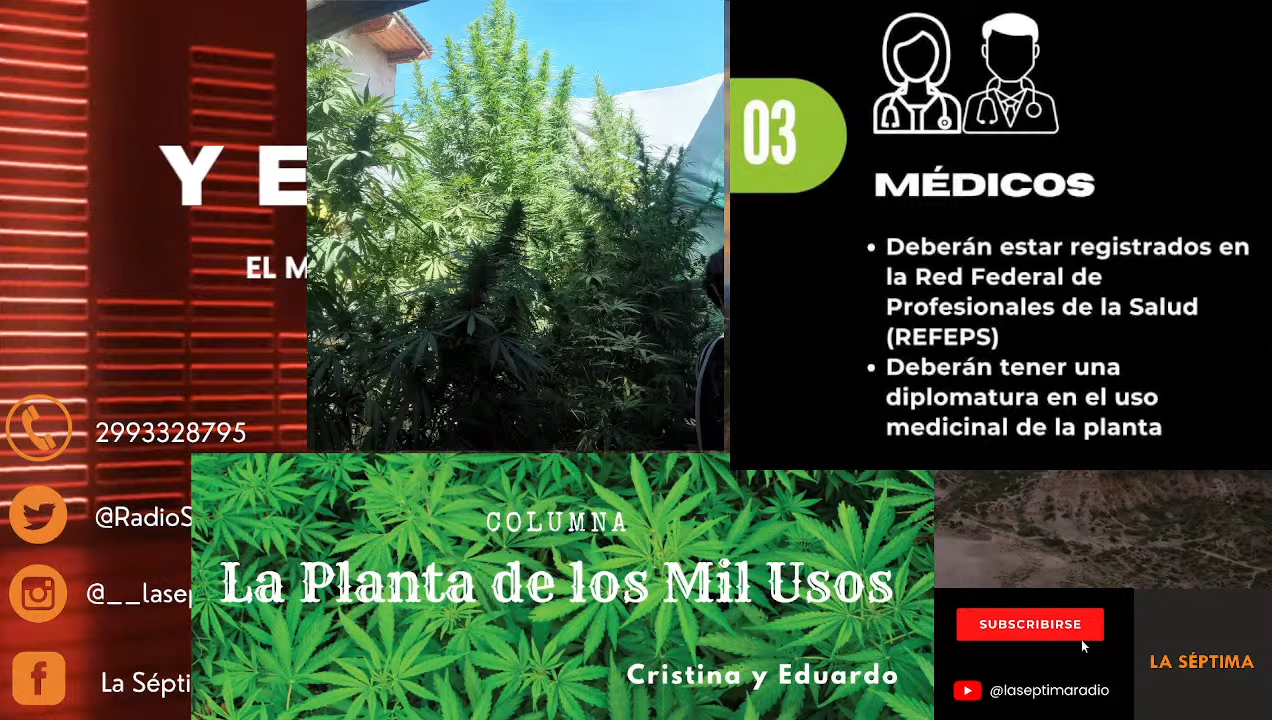 Y E
EL M
2993328795
@RadioS
@__lasep
La Sépti
03
MÉDICOS
• Deberán estar registrados en
la Red Federal de
Profesionales de la Salud
(REFEPS)
• Deberán tener una
diplomatura en el uso
medicinal de la planta
COLUMNA
La Planta de los Mil Usos
Cristina y Eduardo
SUBSCRIBIRSE
@laseptimaradio
LA SÉPTIMA